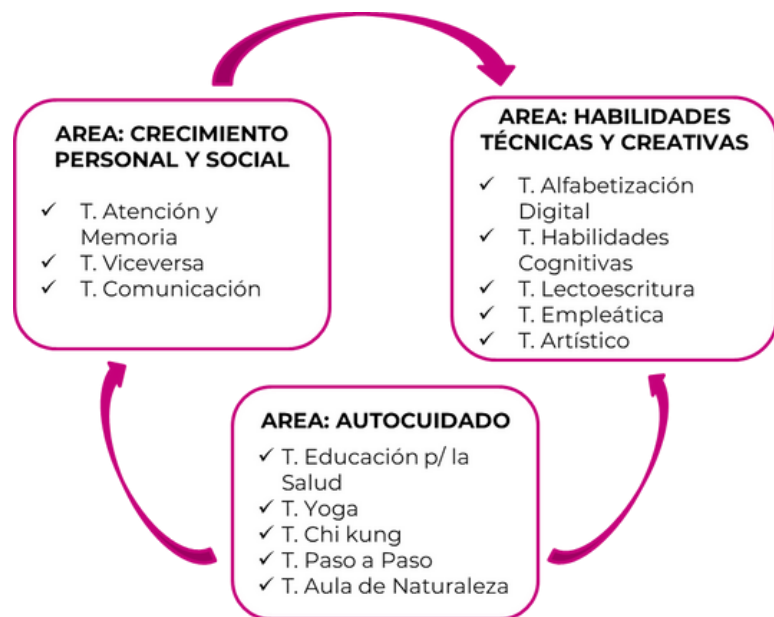 AREA: CRECIMIENTO
PERSONAL Y SOCIAL
✓ T. Atención y
Memoria
✓ T. Viceversa
✓ T. Comunicación
AREA: HABILIDADES
TÉCNICAS Y CREATIVAS
✓ T. Alfabetización
Digital
✓ T. Habilidades
Cognitivas
✓ T. Lectoescritura
✓ T. Empleática
✓ T. Artístico
AREA: AUTOCUIDADO
✓ T. Educación p/ la
Salud
✓ T. Yoga
✓ T. Chi kung
✓ T. Paso a Paso
✓ T. Aula de Naturaleza